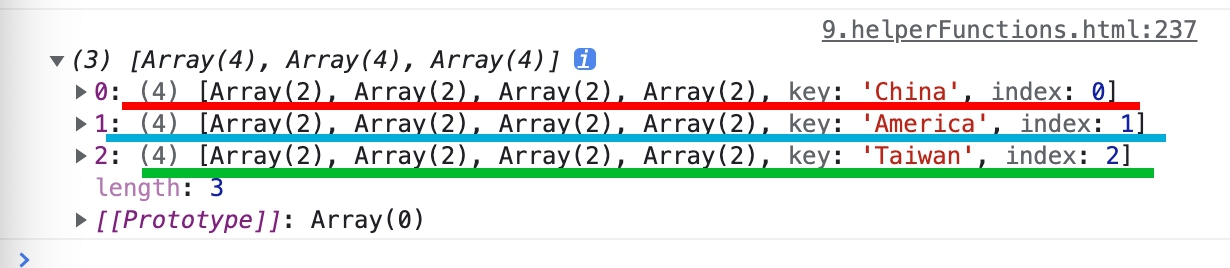 9.helperFunctions.html:237
▼ (3) [Array(4), Array(4), Array(4)] i
▶ 0: (4) [Array(2), Array(2), Array(2), Array(2), key: 'China', index: 0]
▶ 1: (4) [Array(2), Array(2), Array(2), Array(2), key: 'America', index: 1]
▶ 2: (4) [Array(2), Array(2), Array(2), Array(2), key: 'Taiwan', index: 2]
length: 3
▶ [[Prototype]]: Array(0)
>